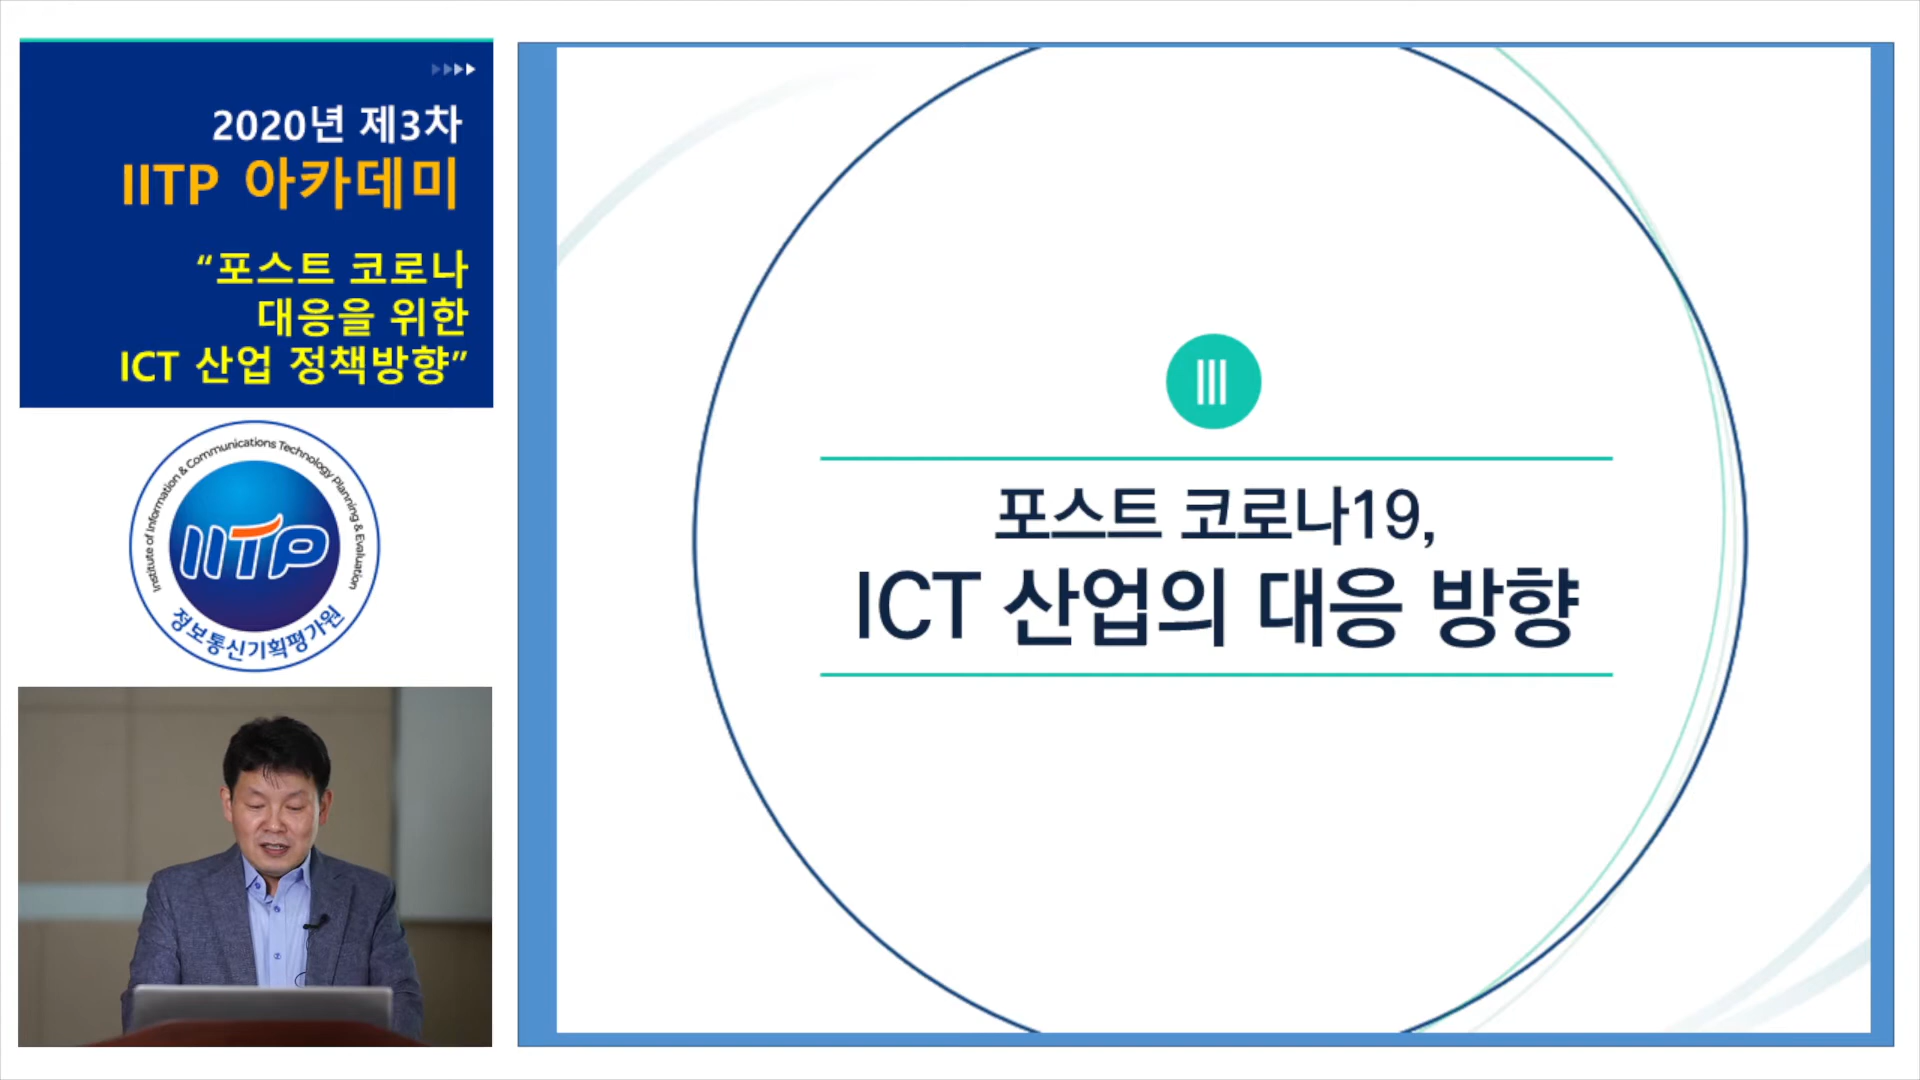 2020년 제3차
IITP 아카데미
“포스트 코로나
대응을 위한
ICT 산업 정책방향”
Institute of Information & Communications Technology Planning & Evaluation
IITP
정보통신기획평가원
III
포스트 코로나19,
ICT 산업의 대응 방향